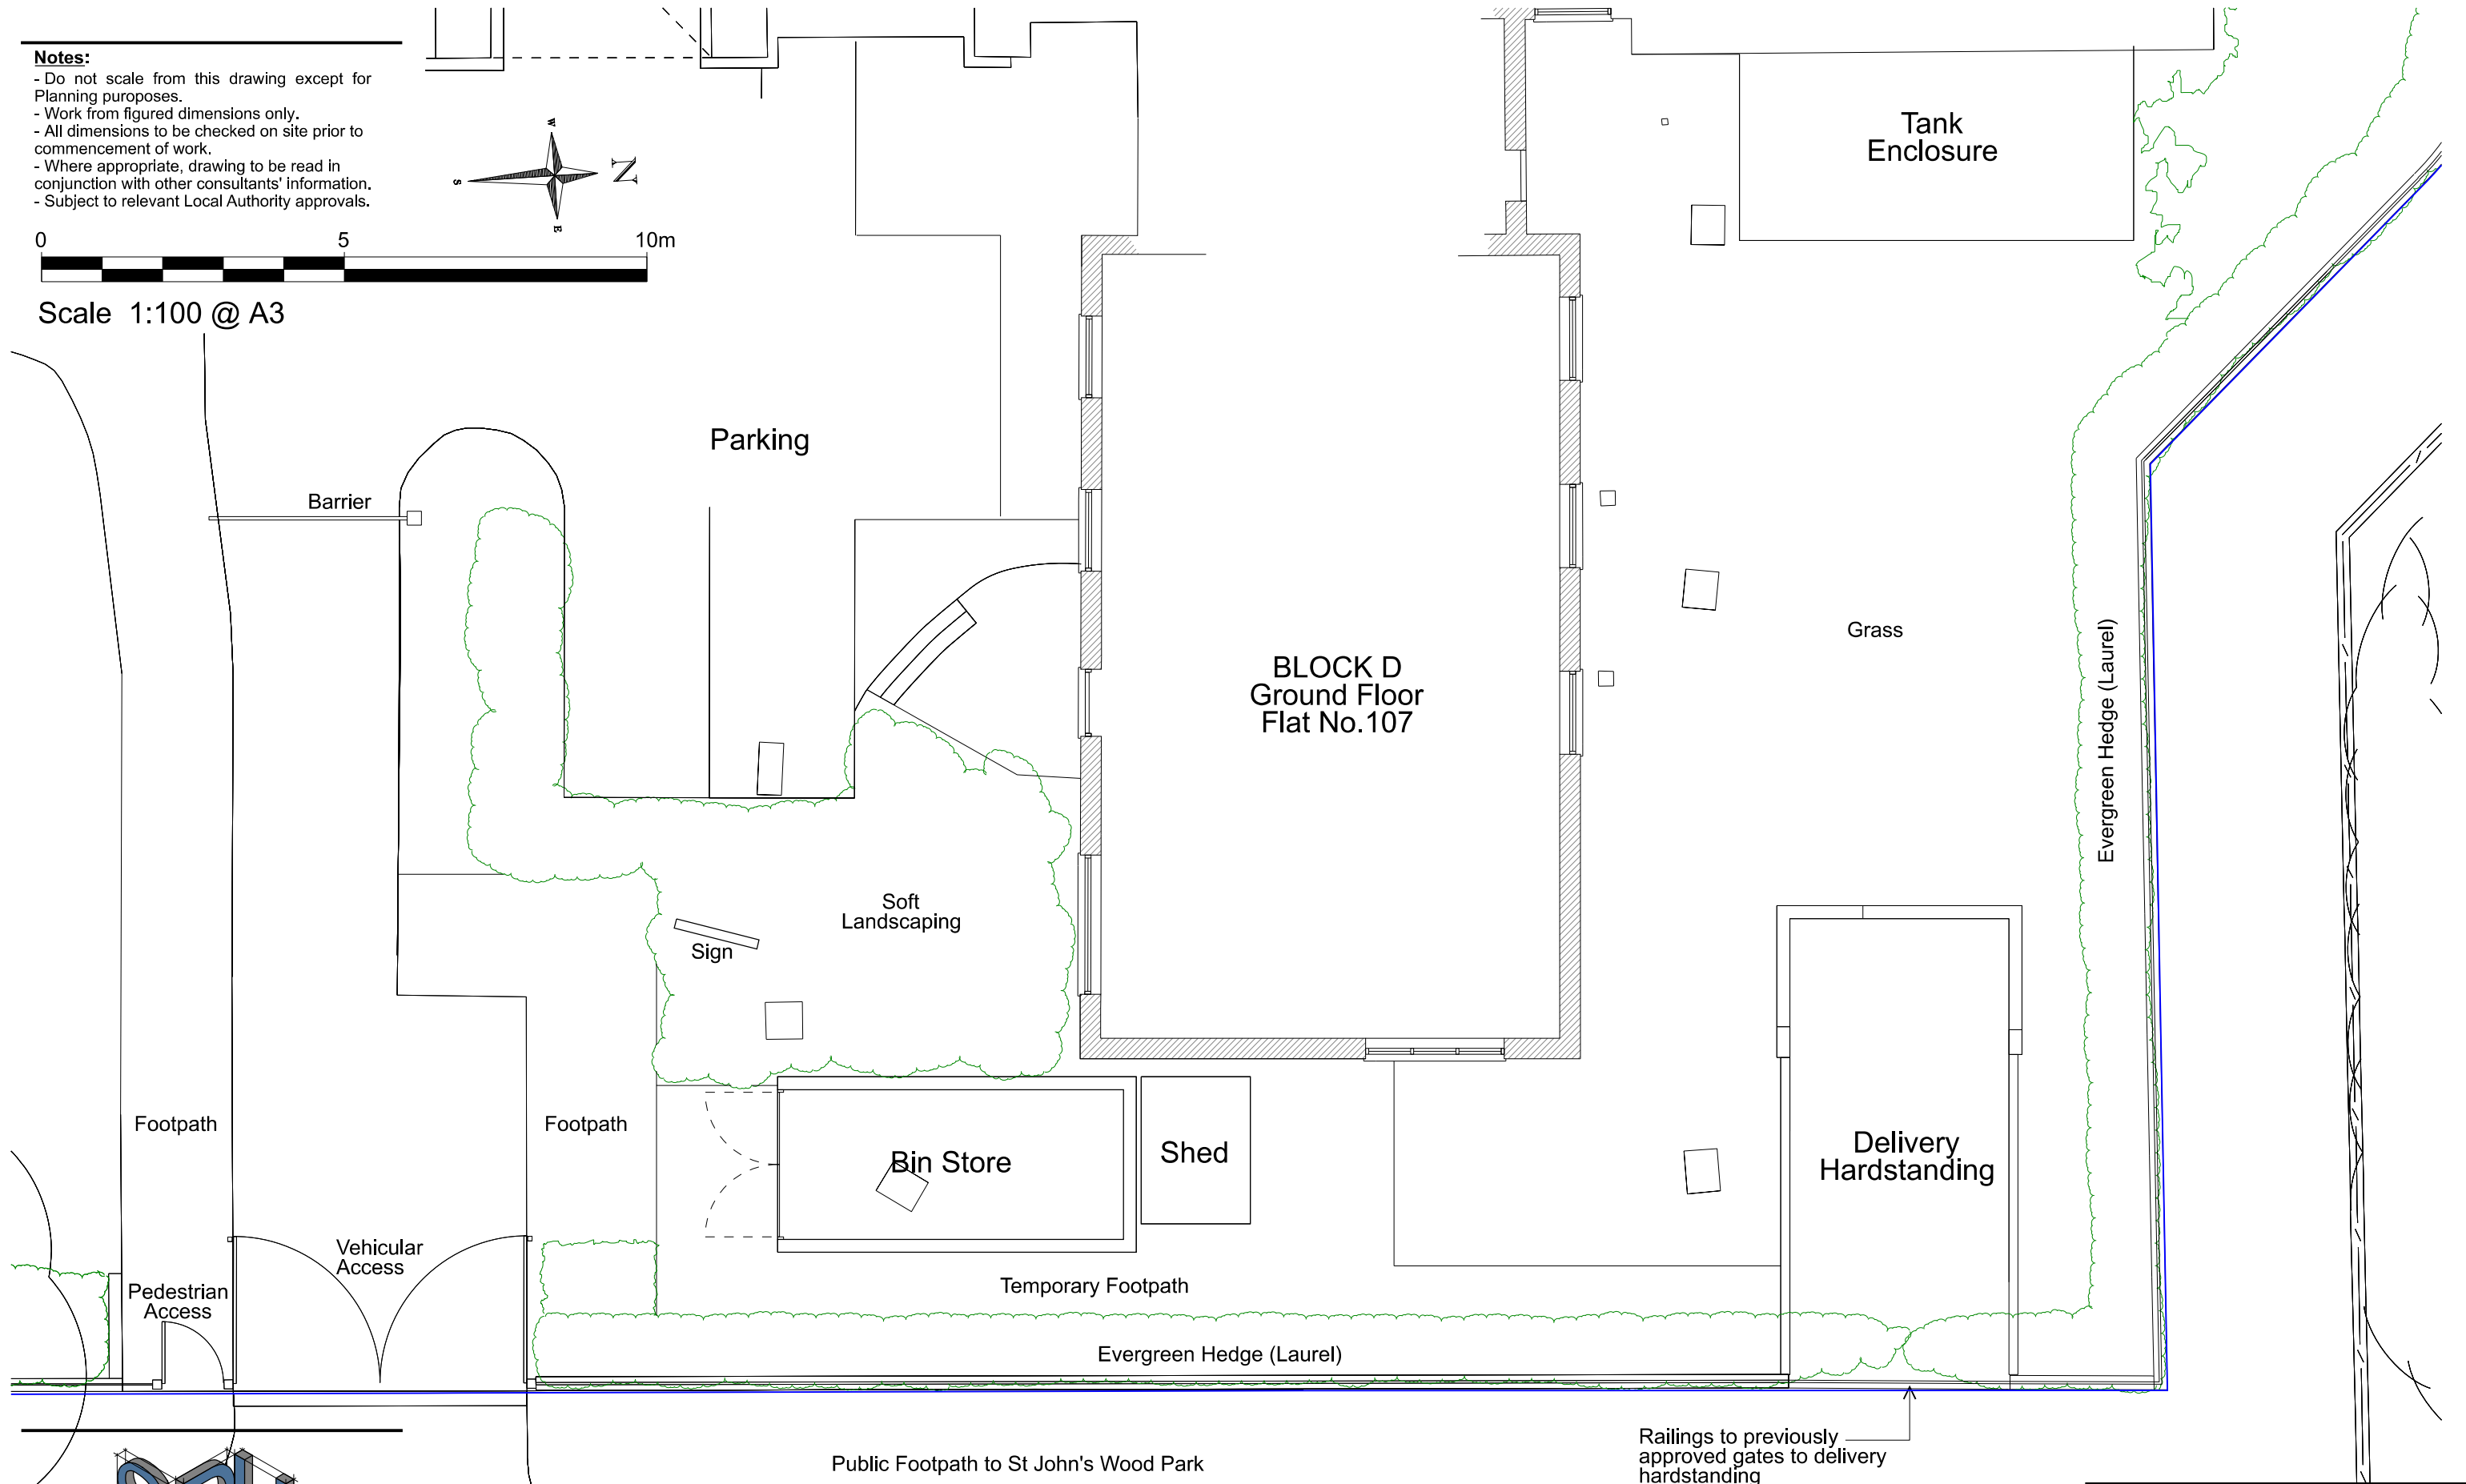 Notes:
- Do not scale from this drawing except for
Planning puroposes.
- Work from figured dimensions only.
- All dimensions to be checked on site prior to
commencement of work.
- Where appropriate, drawing to be read in
conjunction with other consultants' information.
- Subject to relevant Local Authority approvals.
W
N
S
E
0 5 10m
Scale 1:100 @ A3
Tank
Enclosure
Parking
Barrier
BLOCK D
Ground Floor
Flat No.107
Grass
Evergreen Hedge (Laurel)
Soft
Landscaping
Sign
Footpath
Footpath
Bin Store
Shed
Delivery
Hardstanding
Vehicular
Access
Pedestrian
Access
Temporary Footpath
Evergreen Hedge (Laurel)
Railings to previously
approved gates to delivery
hardstanding
Public Footpath to St John's Wood Park